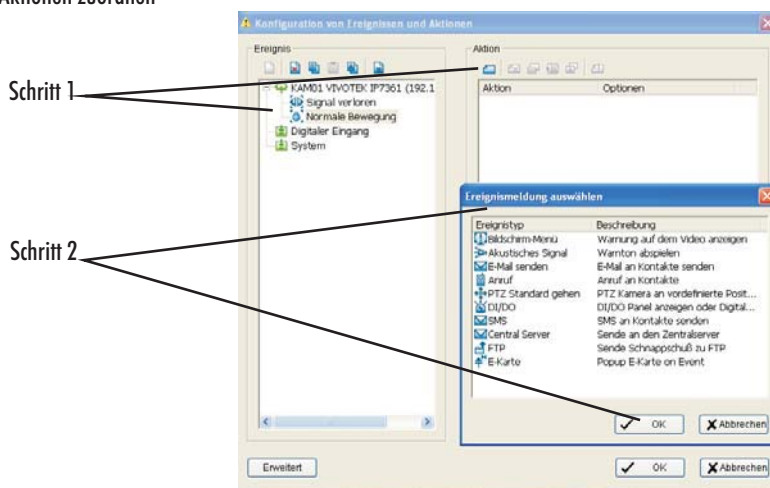 Aktionen zuordnen
Konfiguration von Ereignissen und Aktionen
Ereignis
Aktion
Schritt 1
KAM01 VIVOTEK IP7361 (192.1
Signal verloren
Normale Bewegung
Digitaler Eingang
System
Aktion Optionen
Schritt 2
Ereignismeldung auswählen
Ereignistyp Beschreibung
Bildschirm-Menü Warnung auf dem Video anzeigen
Akustisches Signal Warnton abspielen
E-Mail senden E-Mail an Kontakte senden
Anruf Anruf an Kontakte
PTZ Standard gehen PTZ Kamera an vordefinierte Posit...
DI/DO DI/DO Panel anzeigen oder Digital...
SMS SMS an Kontakte senden
Central Server Sende an den Zentralserver
FTP Sende Schnappschuß zu FTP
E-Karte Popup E-Karte on Event
OK Abbrechen
Erweitert OK Abbrechen